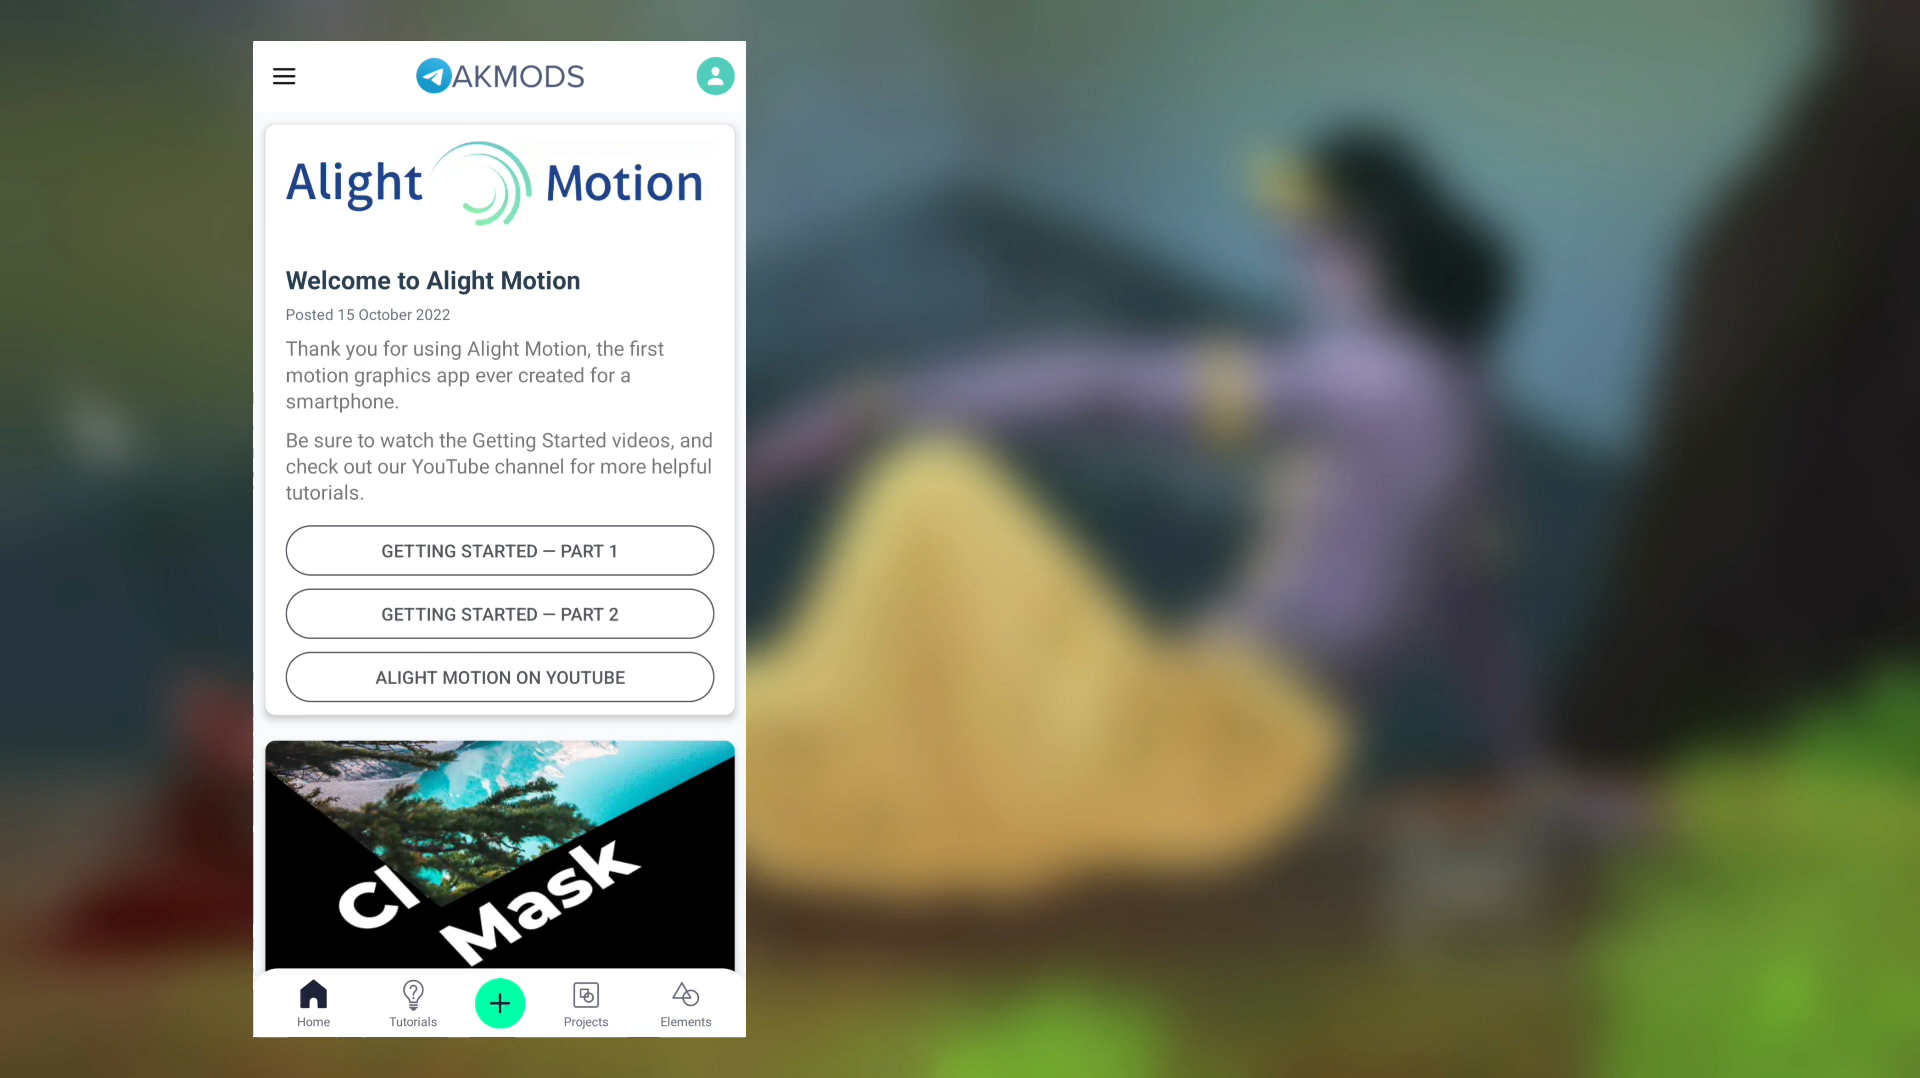 AKMODS
Alight Motion
Welcome to Alight Motion
Posted 15 October 2022
Thank you for using Alight Motion, the first
motion graphics app ever created for a
smartphone.
Be sure to watch the Getting Started videos, and
check out our YouTube channel for more helpful
tutorials.
GETTING STARTED – PART 1
GETTING STARTED – PART 2
ALIGHT MOTION ON YOUTUBE
Cl
Mask
Home Tutorials Projects Elements